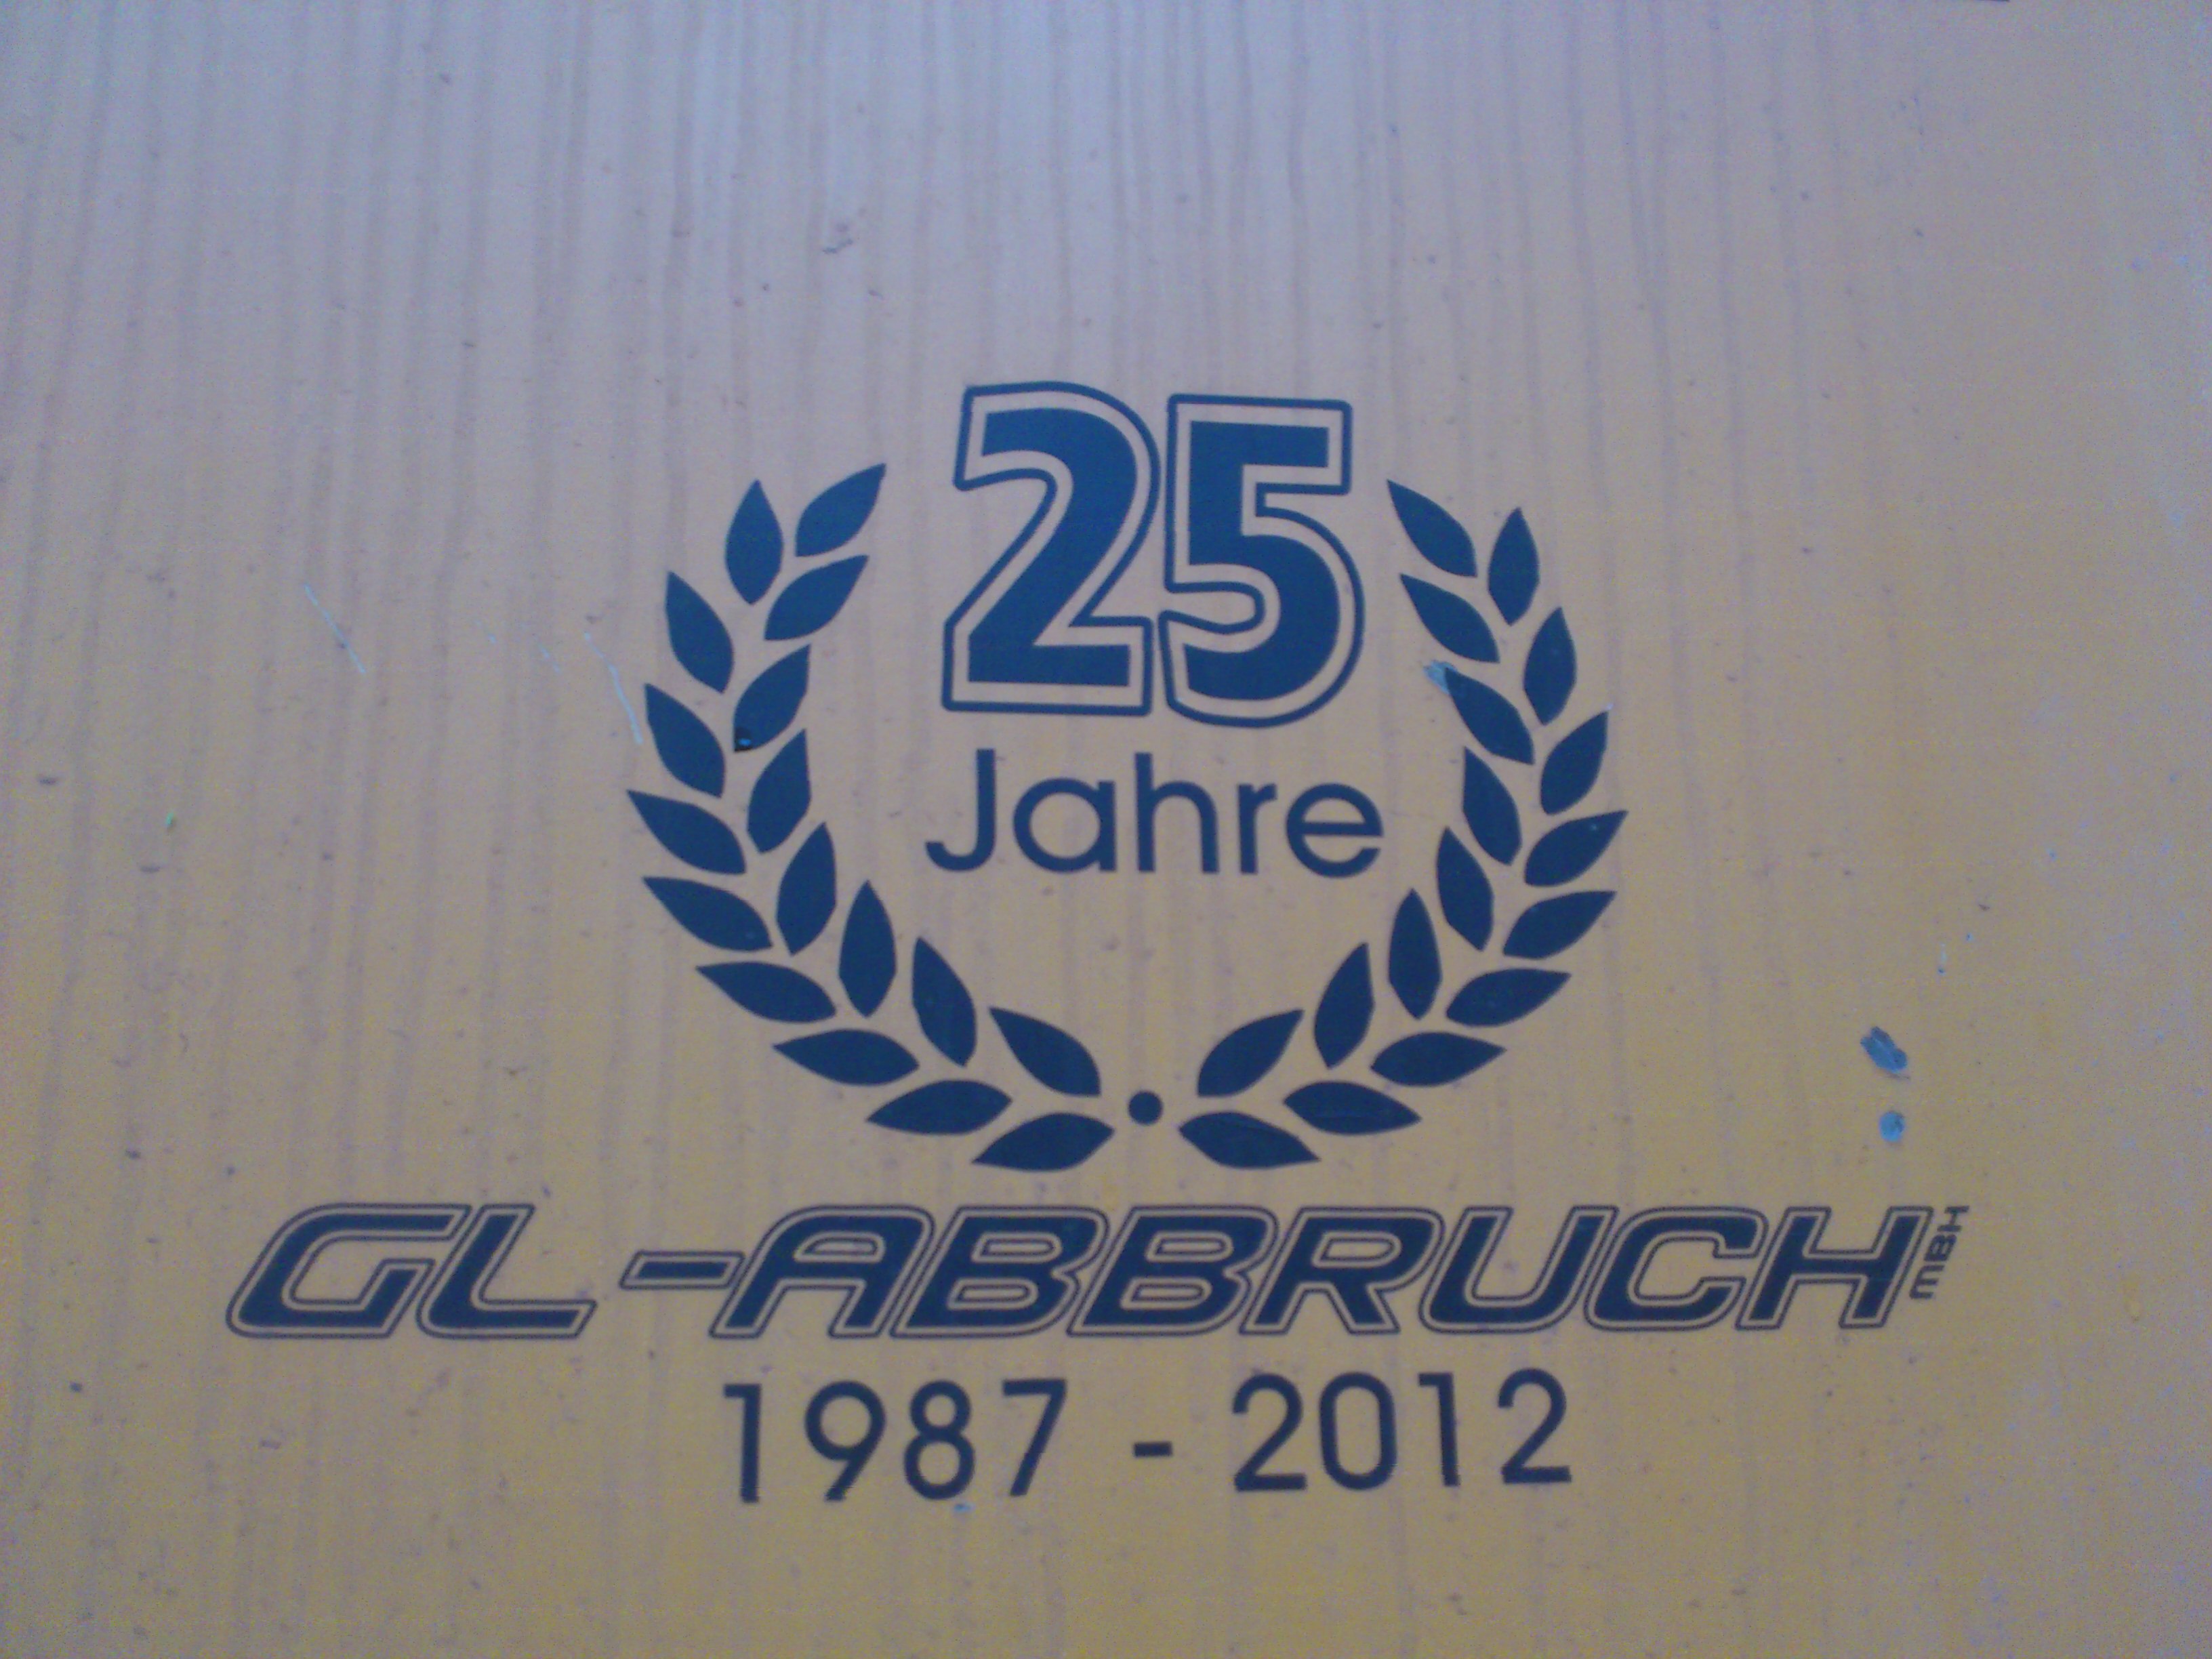 25
Jahre
GL-ABBRUCH MBH
1987 - 2012